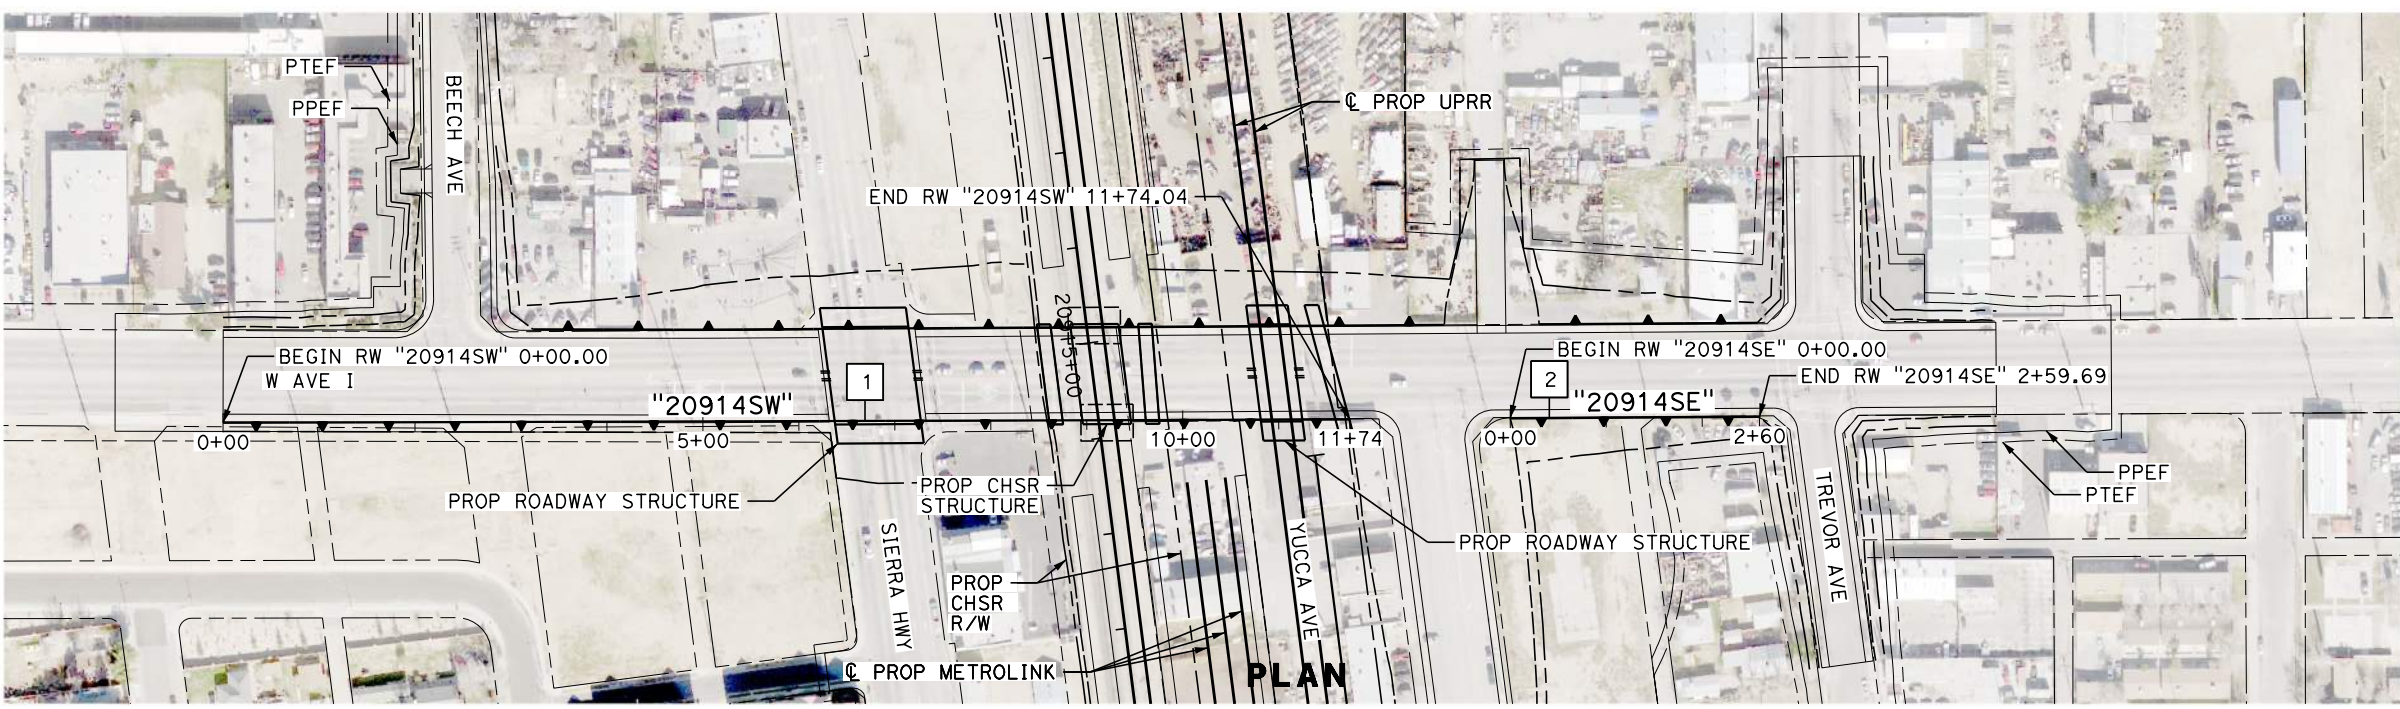 PTEF
PPEF
BEECH AVE
℄ PROP UPRR
END RW "20914SW" 11+74.04
20915+00
BEGIN RW "20914SW" 0+00.00
W AVE I
1
"20914SW"
BEGIN RW "20914SE" 0+00.00
2
END RW "20914SE" 2+59.69
"20914SE"
0+00
5+00
10+00
11+74
0+00
2+60
PROP ROADWAY STRUCTURE
PROP CHSR
STRUCTURE
PPEF
PTEF
TREVOR AVE
SIERRA HWY
YUCCA AVE
PROP ROADWAY STRUCTURE
PROP
CHSR
R/W
℄ PROP METROLINK
PLAN